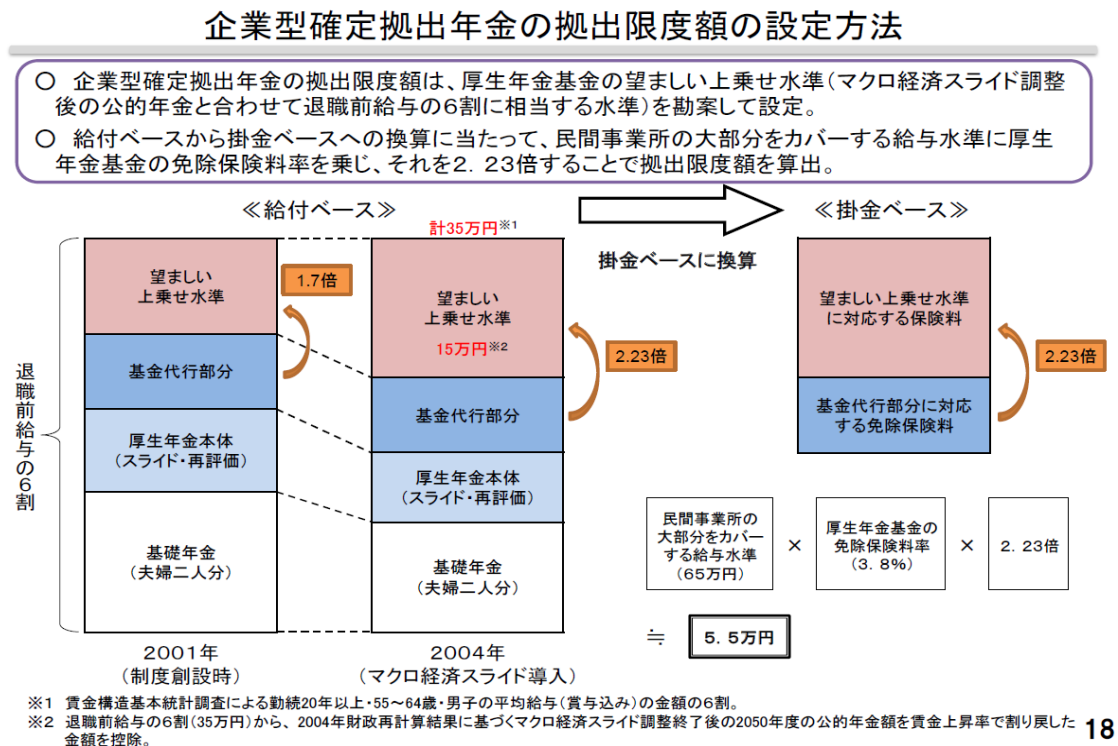 企業型確定拠出年金の拠出限度額の設定方法
○　企業型確定拠出年金の拠出限度額は、厚生年金基金の望ましい上乗せ水準(マクロ経済スライド調整
後の公的年金と合わせて退職前給与の6割に相当する水準)を勘案して設定。
○　給付ベースから掛金ベースへの換算に当たって、民間事業所の大部分をカバーする給与水準に厚生
年金基金の免除保険料率を乗じ、それを2．23倍することで拠出限度額を算出。
≪給付ベース≫
≪掛金ベース≫
計35万円※1
掛金ベースに換算
退職前給与の6割
望ましい
上乗せ水準
1.7倍
基金代行部分
厚生年金本体
(スライド・再評価)
基礎年金
(夫婦二人分)
2001年
(制度創設時)
望ましい
上乗せ水準
15万円※2
2.23倍
基金代行部分
厚生年金本体
(スライド・再評価)
基礎年金
(夫婦二人分)
2004年
(マクロ経済スライド導入)
望ましい上乗せ水準
に対応する保険料
2.23倍
基金代行部分に対応
する免除保険料
民間事業所の
大部分をカバー
する給与水準
(65万円)
×
厚生年金基金の
免除保険料率
(3．8%)
×
2．23倍
≒
5．5万円
※1　賃金構造基本統計調査による勤続20年以上・55～64歳・男子の平均給与(賞与込み)の金額の6割。
※2　退職前給与の6割(35万円)から、2004年財政再計算結果に基づくマクロ経済スライド調整終了後の2050年度の公的年金額を賃金上昇率で割り戻した
金額を控除。
18